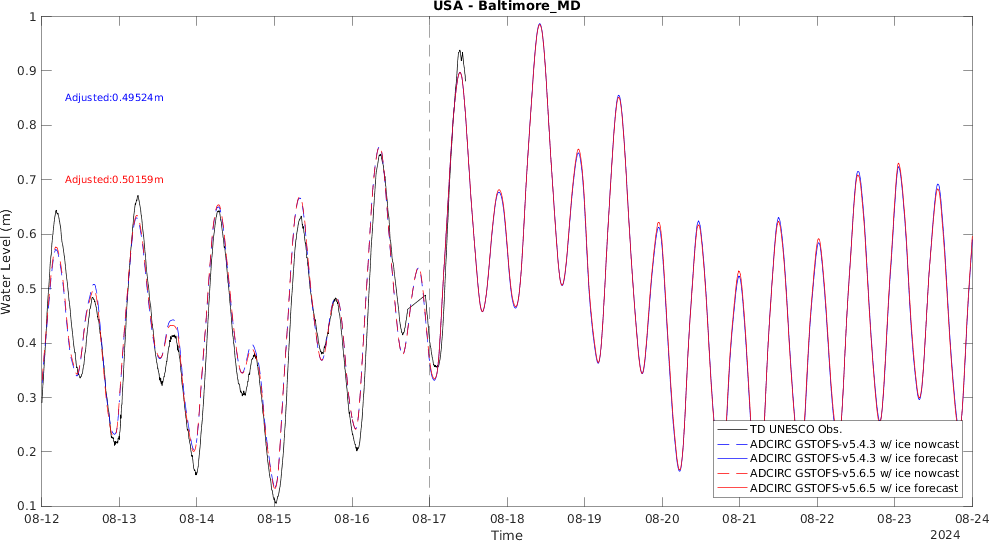 USA - Baltimore_MD
Water Level (m)
1
0.9
0.8
0.7
0.6
0.5
0.4
0.3
0.2
0.1
Adjusted:0.49524m
Adjusted:0.50159m
TD UNESCO Obs.
ADCIRC GSTOFS-v5.4.3 w/ ice nowcast
ADCIRC GSTOFS-v5.4.3 w/ ice forecast
ADCIRC GSTOFS-v5.6.5 w/ ice nowcast
ADCIRC GSTOFS-v5.6.5 w/ ice forecast
08-12 08-13 08-14 08-15 08-16 08-17 08-18 08-19 08-20 08-21 08-22 08-23 08-24
Time
2024